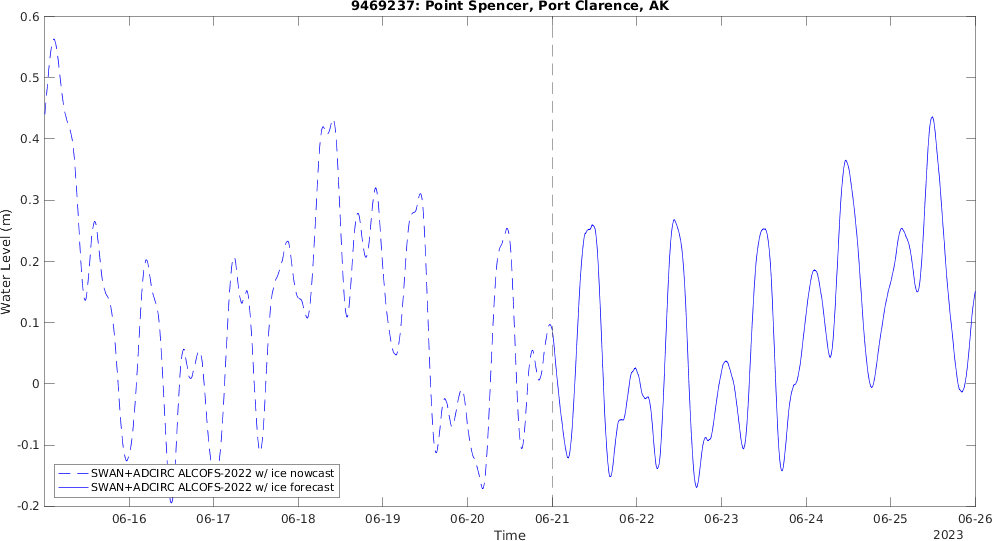 9469237: Point Spencer, Port Clarence, AK
0.6
0.5
0.4
0.3
0.2
0.1
0
-0.1
-0.2
Water Level (m)
SWAN+ADCIRC ALCOFS-2022 w/ ice nowcast
SWAN+ADCIRC ALCOFS-2022 w/ ice forecast
06-16 06-17 06-18 06-19 06-20 06-21 06-22 06-23 06-24 06-25 06-26
Time
2023